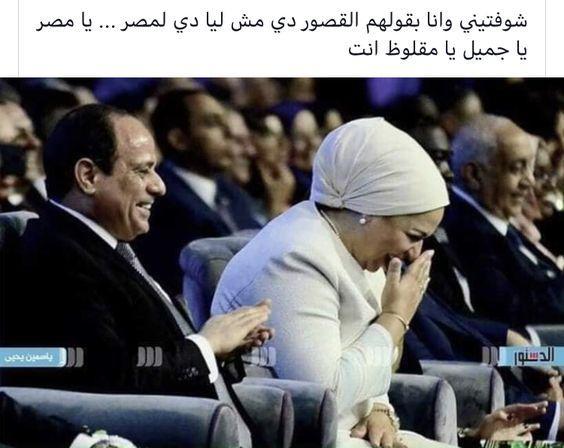 شوفتيني وانا بقولهم القصور دي مش ليا دي لمصر ... يا مصر
يا جميل يا مقلوظ انت
الدستور
ياسمين يحيى